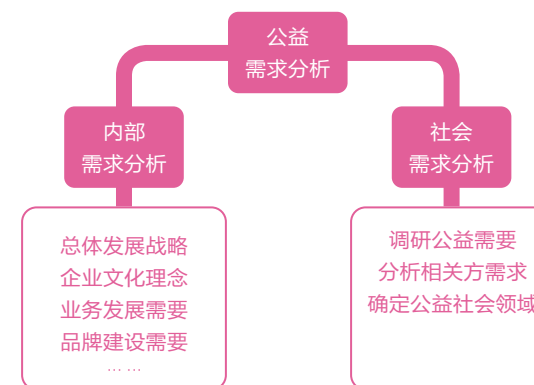 公益
需求分析
内部
需求分析
社会
需求分析
总体发展战略
企业文化理念
业务发展需要
品牌建设需要
... ...
调研公益需要
分析相关方需求
确定公益社会领域